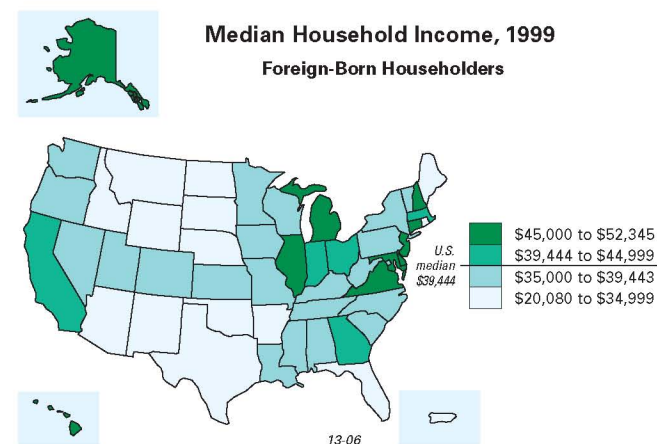 Median Household Income, 1999
Foreign-Born Householders
U.S.
median
$39,444
$45,000 to $52,345
$39,444 to $44,999
$35,000 to $39,443
$20,080 to $34,999
13-06